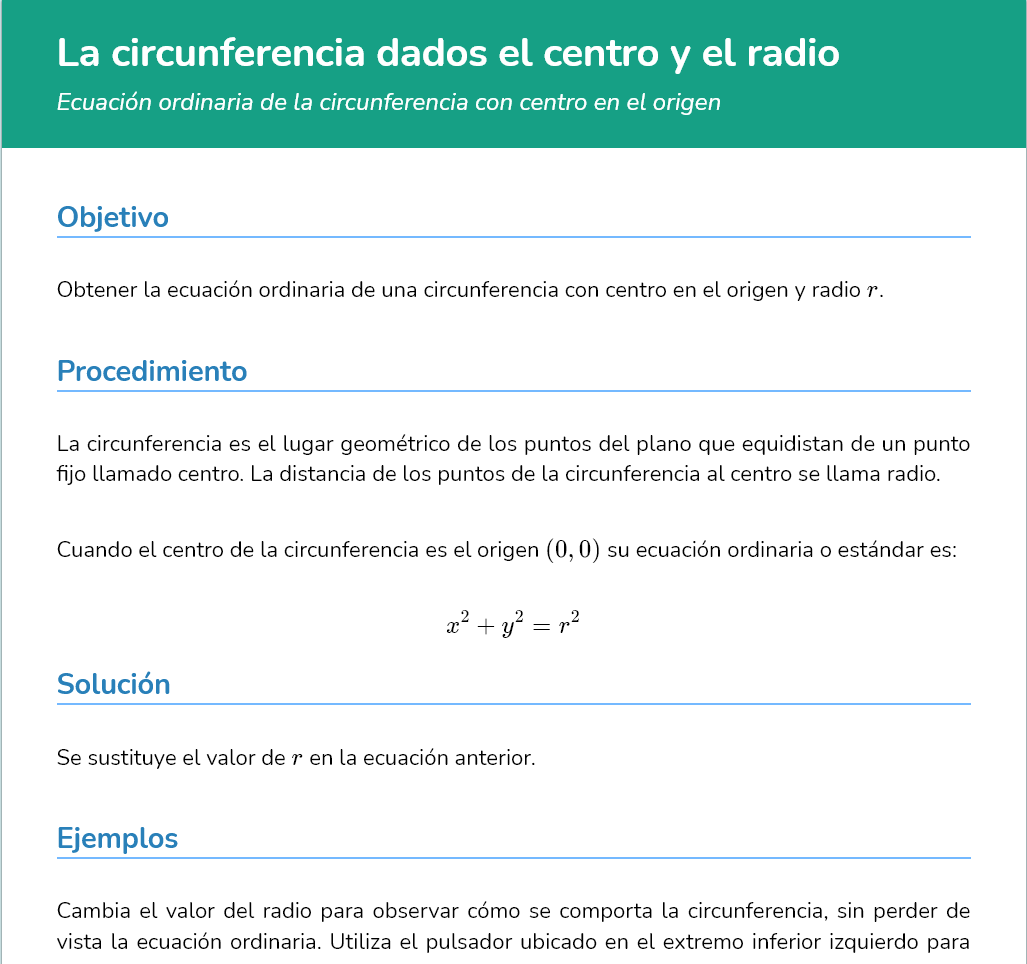 La circunferencia dados el centro y el radio
Ecuación ordinaria de la circunferencia con centro en el origen
Objetivo
Obtener la ecuación ordinaria de una circunferencia con centro en el origen y radio r.
Procedimiento
La circunferencia es el lugar geométrico de los puntos del plano que equidistan de un punto
fijo llamado centro. La distancia de los puntos de la circunferencia al centro se llama radio.
Cuando el centro de la circunferencia es el origen (0, 0) su ecuación ordinaria o estándar es:
x² + y² = r²
Solución
Se sustituye el valor de r en la ecuación anterior.
Ejemplos
Cambia el valor del radio para observar cómo se comporta la circunferencia, sin perder de
vista la ecuación ordinaria. Utiliza el pulsador ubicado en el extremo inferior izquierdo para